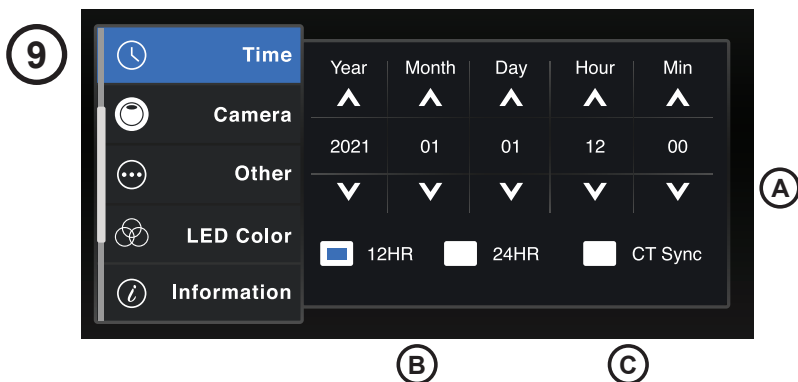 9
Time
Camera
Other
LED Color
i Information
Year Month Day Hour Min
2021 01 01 12 00
12HR 24HR CT Sync
A
B C